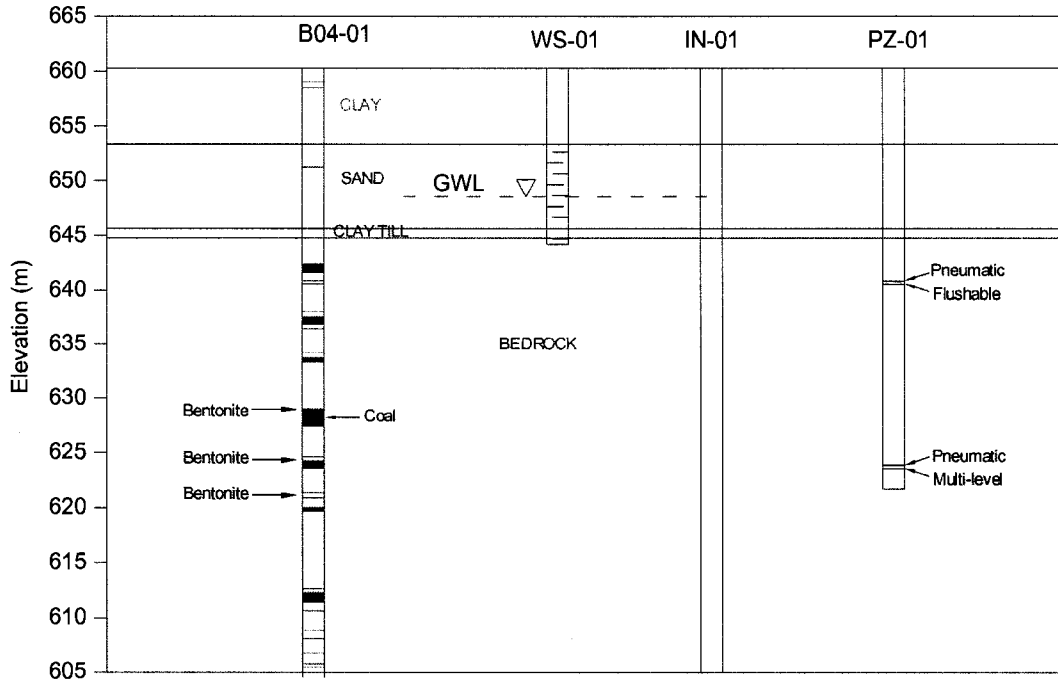 665
B04-01
WS-01
IN-01
PZ-01
660
CLAY
655
SAND
GWL
650
CLAY TILL
645
Pneumatic
640
Flushable
Elevation (m)
635
BEDROCK
630
Bentonite
Coal
625
Bentonite
Pneumatic
Multi-level
Bentonite
620
615
610
605